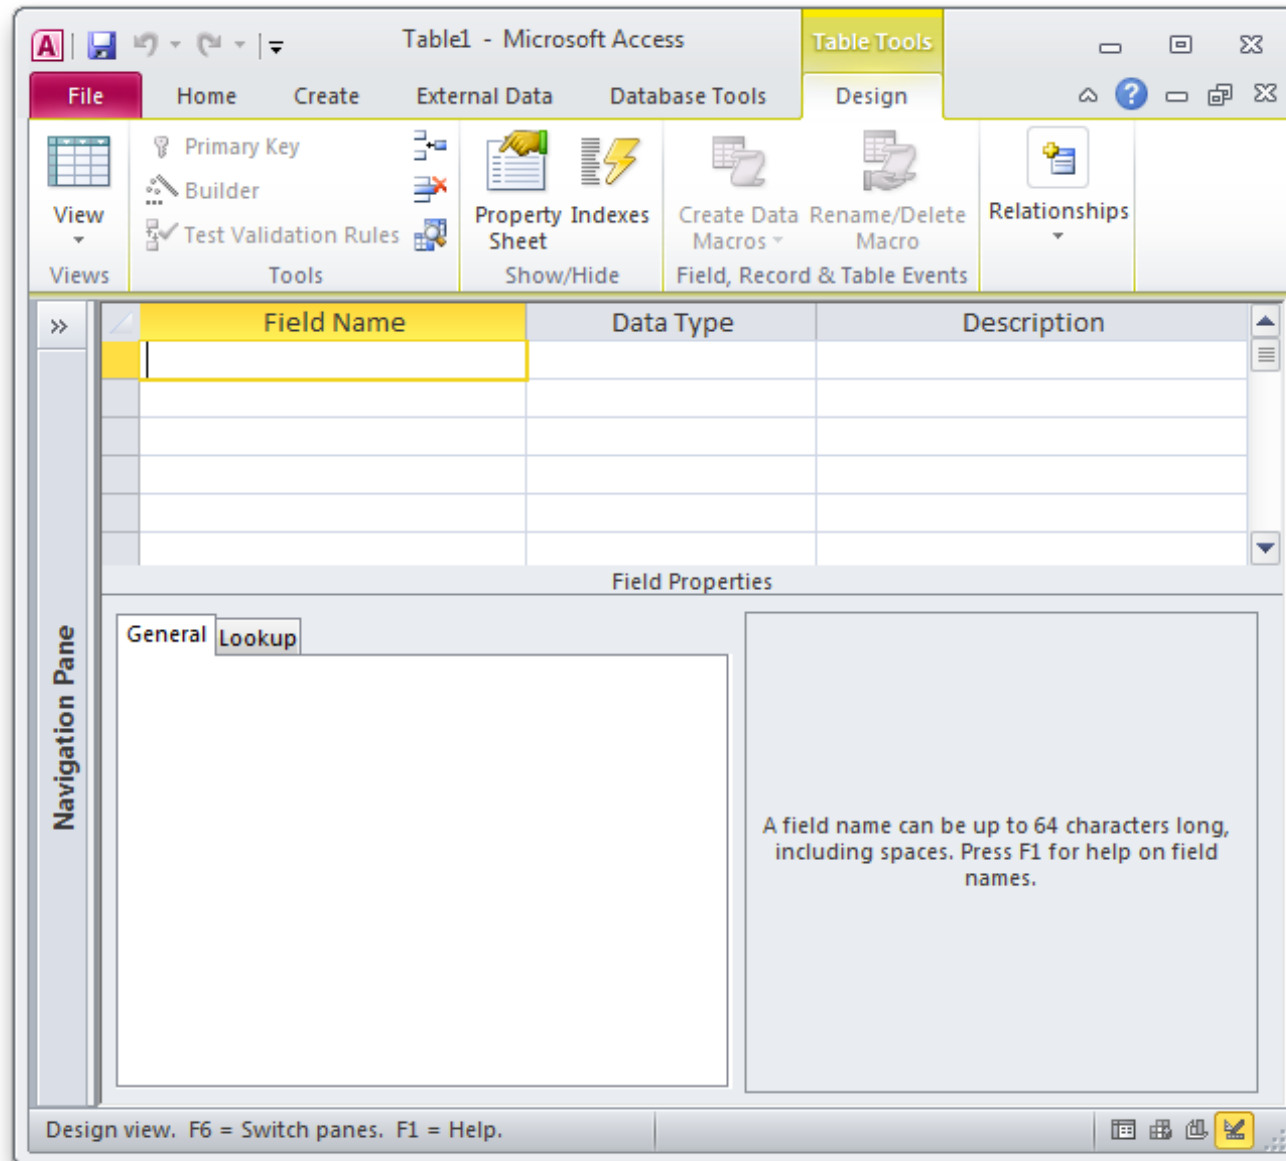 A Table1 - Microsoft Access Table Tools
File Home Create External Data Database Tools Design ?
Primary Key
Builder
Test Validation Rules
View
Property Sheet
Indexes
Create Data Macros
Rename/Delete Macro
Relationships
Views Tools Show/Hide Field, Record & Table Events
Field Name Data Type Description
Navigation Pane
Field Properties
General Lookup
A field name can be up to 64 characters long,
including spaces. Press F1 for help on field
names.
Design view. F6 = Switch panes. F1 = Help.